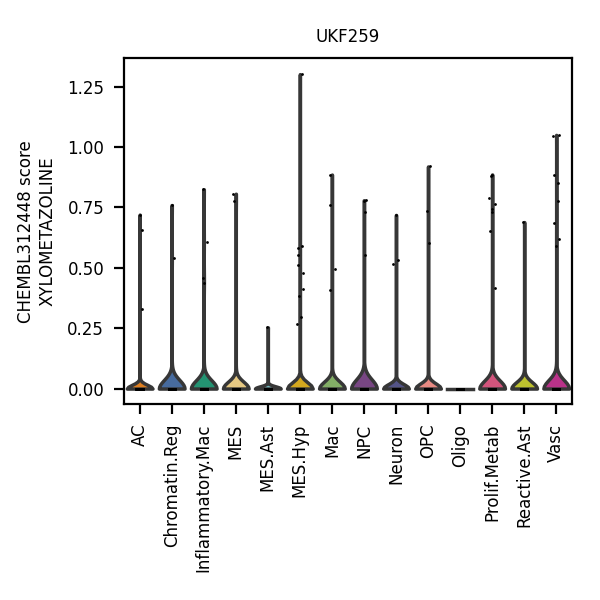 UKF259
CHEMBL312448 score
XYLOMETAZOLINE
1.25
1.00
0.75
0.50
0.25
0.00
AC
Chromatin.Reg
Inflammatory.Mac
MES
MES.Ast
MES.Hyp
Mac
NPC
Neuron
OPC
Oligo
Prolif.Metab
Reactive.Ast
Vasc